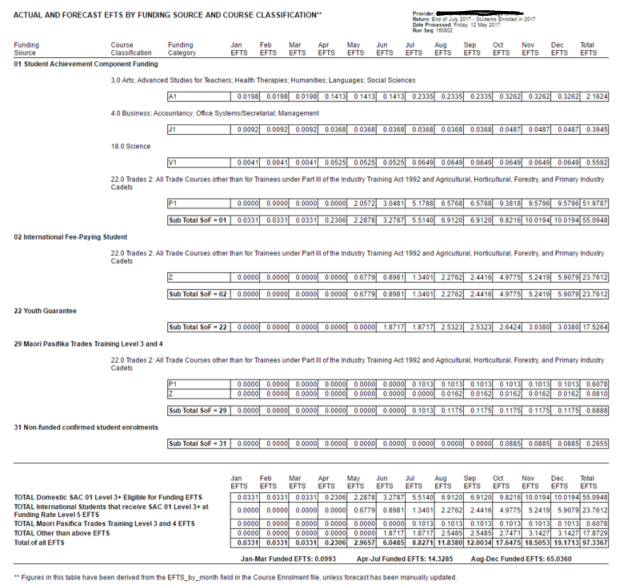 ACTUAL AND FORECAST EFTS BY FUNDING SOURCE AND COURSE CLASSIFICATION**
Provider:
Return: End of July 2017 - Students Enrolled in 2017
Date Processed: Friday, 12 May 2017
Run Seq: 160802
Funding Source Course Classification Funding Category Jan EFTS Feb EFTS Mar EFTS Apr EFTS May EFTS Jun EFTS Jul EFTS Aug EFTS Sep EFTS Oct EFTS Nov EFTS Dec EFTS Total EFTS
01 Student Achievement Component Funding
3.0 Arts; Advanced Studies for Teachers; Health Therapies; Humanities; Languages; Social Sciences
A1 0.0198 0.0198 0.0198 0.1413 0.1413 0.1413 0.2335 0.2335 0.2335 0.3262 0.3262 0.3262 2.1624
4.0 Business; Accountancy; Office Systems/Secretarial; Management
J1 0.0092 0.0092 0.0092 0.0368 0.0368 0.0368 0.0368 0.0368 0.0368 0.0487 0.0487 0.0487 0.3945
18.0 Science
V1 0.0041 0.0041 0.0041 0.0525 0.0525 0.0525 0.0649 0.0649 0.0649 0.0649 0.0649 0.0649 0.5592
22.0 Trades 2: All Trade Courses other than for Trainees under Part III of the Industry Training Act 1992 and Agricultural, Horticultural, Forestry, and Primary Industry
Cadets
P1 0.0000 0.0000 0.0000 0.0000 2.0572 3.0481 5.1788 6.5768 6.5768 9.3818 9.5796 9.5796 51.9787
Sub Total SoF - 01 0.0331 0.0331 0.0331 0.2306 2.2878 3.2787 5.5140 6.9120 6.9120 9.8216 10.0194 10.0194 55.0948
02 International Fee-Paying Student
22.0 Trades 2: All Trade Courses other than for Trainees under Part III of the Industry Training Act 1992 and Agricultural, Horticultural, Forestry, and Primary Industry
Cadets
Z 0.0000 0.0000 0.0000 0.0000 0.6779 0.8981 1.3401 2.2762 2.4416 4.9775 5.2419 5.9079 23.7612
Sub Total SoF - 02 0.0000 0.0000 0.0000 0.0000 0.6779 0.8981 1.3401 2.2762 2.4416 4.9775 5.2419 5.9079 23.7612
22 Youth Guarantee
Sub Total SoF - 22 0.0000 0.0000 0.0000 0.0000 0.0000 1.8717 1.8717 2.5323 2.5323 2.6424 3.0380 3.0380 17.5264
29 Maori Pasifika Trades Training Level 3 and 4
22.0 Trades 2: All Trade Courses other than for Trainees under Part III of the Industry Training Act 1992 and Agricultural, Horticultural, Forestry, and Primary Industry
Cadets
P1 0.0000 0.0000 0.0000 0.0000 0.0000 0.0000 0.1013 0.1013 0.1013 0.1013 0.1013 0.1013 0.6078
Z 0.0000 0.0000 0.0000 0.0000 0.0000 0.0000 0.0000 0.0162 0.0162 0.0162 0.0162 0.0162 0.0810
Sub Total SoF - 29 0.0000 0.0000 0.0000 0.0000 0.0000 0.0000 0.1013 0.1175 0.1175 0.1175 0.1175 0.1175 0.6888
31 Non-funded confirmed student enrolments
Sub Total SoF - 31 0.0000 0.0000 0.0000 0.0000 0.0000 0.0000 0.0000 0.0000 0.0000 0.0885 0.0885 0.0885 0.2655
Jan EFTS Feb EFTS Mar EFTS Apr EFTS May EFTS Jun EFTS Jul EFTS Aug EFTS Sep EFTS Oct EFTS Nov EFTS Dec EFTS Total EFTS
TOTAL Domestic SAC 01 Level 3+ Eligible for Funding EFTS 0.0331 0.0331 0.0331 0.2306 2.2878 3.2787 5.5140 6.9120 6.9120 9.8216 10.0194 10.0194 55.0948
TOTAL International Students that receive SAC 01 Level 3+ at
Funding Rate Level 5 EFTS 0.0000 0.0000 0.0000 0.0000 0.6779 0.8981 1.3401 2.2762 2.4416 4.9775 5.2419 5.9079 23.7612
TOTAL Maori Pasifica Trades Training Level 3 and 4 EFTS 0.0000 0.0000 0.0000 0.0000 0.0000 0.0000 0.1013 0.1013 0.1013 0.1013 0.1013 0.1013 0.6078
TOTAL Other than above EFTS 0.0000 0.0000 0.0000 0.0000 0.0000 1.8717 1.8717 2.5485 2.5485 2.7471 3.1427 3.1427 17.8729
Total of all EFTS 0.0331 0.0331 0.0331 0.2306 2.9657 6.0485 8.8271 11.8380 12.0034 17.6475 18.5053 19.1713 97.3367
Jan-Mar Funded EFTS: 0.0993 Apr-Jul Funded EFTS: 14.3285 Aug-Dec Funded EFTS: 65.0360
** Figures in this table have been derived from the EFTS_by_month field in the Course Enrolment file, unless forecast has been manually updated.